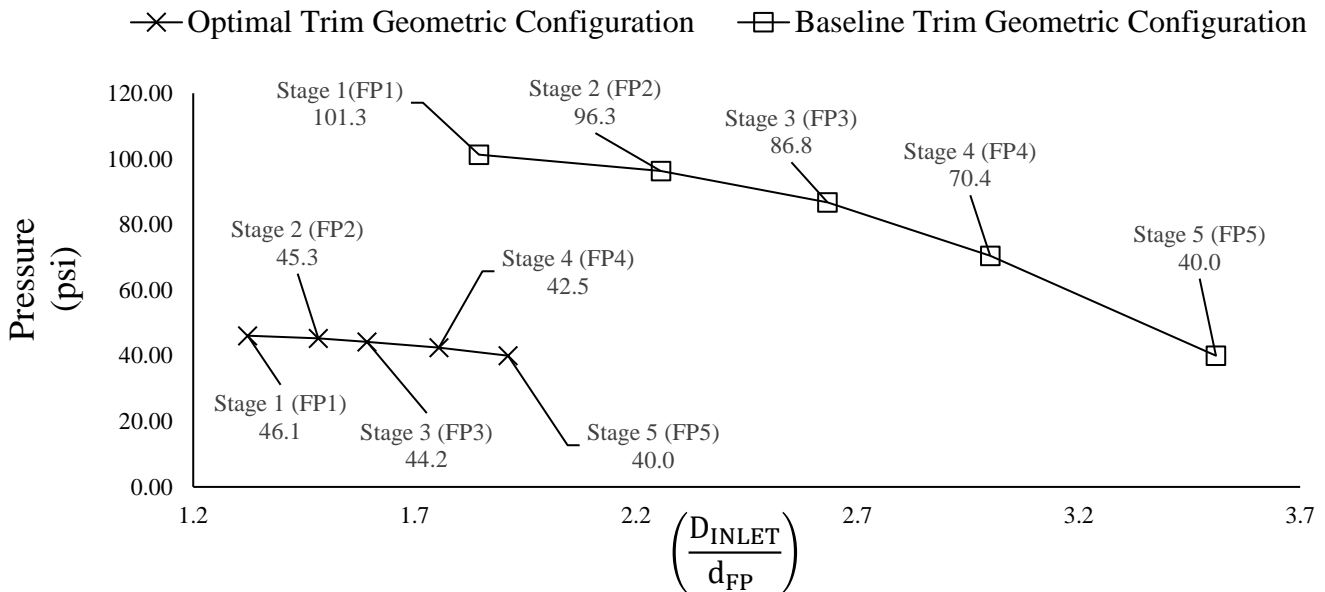 Optimal Trim Geometric Configuration
Baseline Trim Geometric Configuration
Pressure
(psi)
120.00
100.00
80.00
60.00
40.00
20.00
0.00
Stage 1(FP1)
101.3
Stage 2 (FP2)
96.3
Stage 3 (FP3)
86.8
Stage 4 (FP4)
70.4
Stage 5 (FP5)
40.0
Stage 2 (FP2)
45.3
Stage 4 (FP4)
42.5
Stage 1 (FP1)
46.1
Stage 3 (FP3)
44.2
Stage 5 (FP5)
40.0
1.2
1.7
2.2
2.7
3.2
3.7
(D_INLET
d_FP)